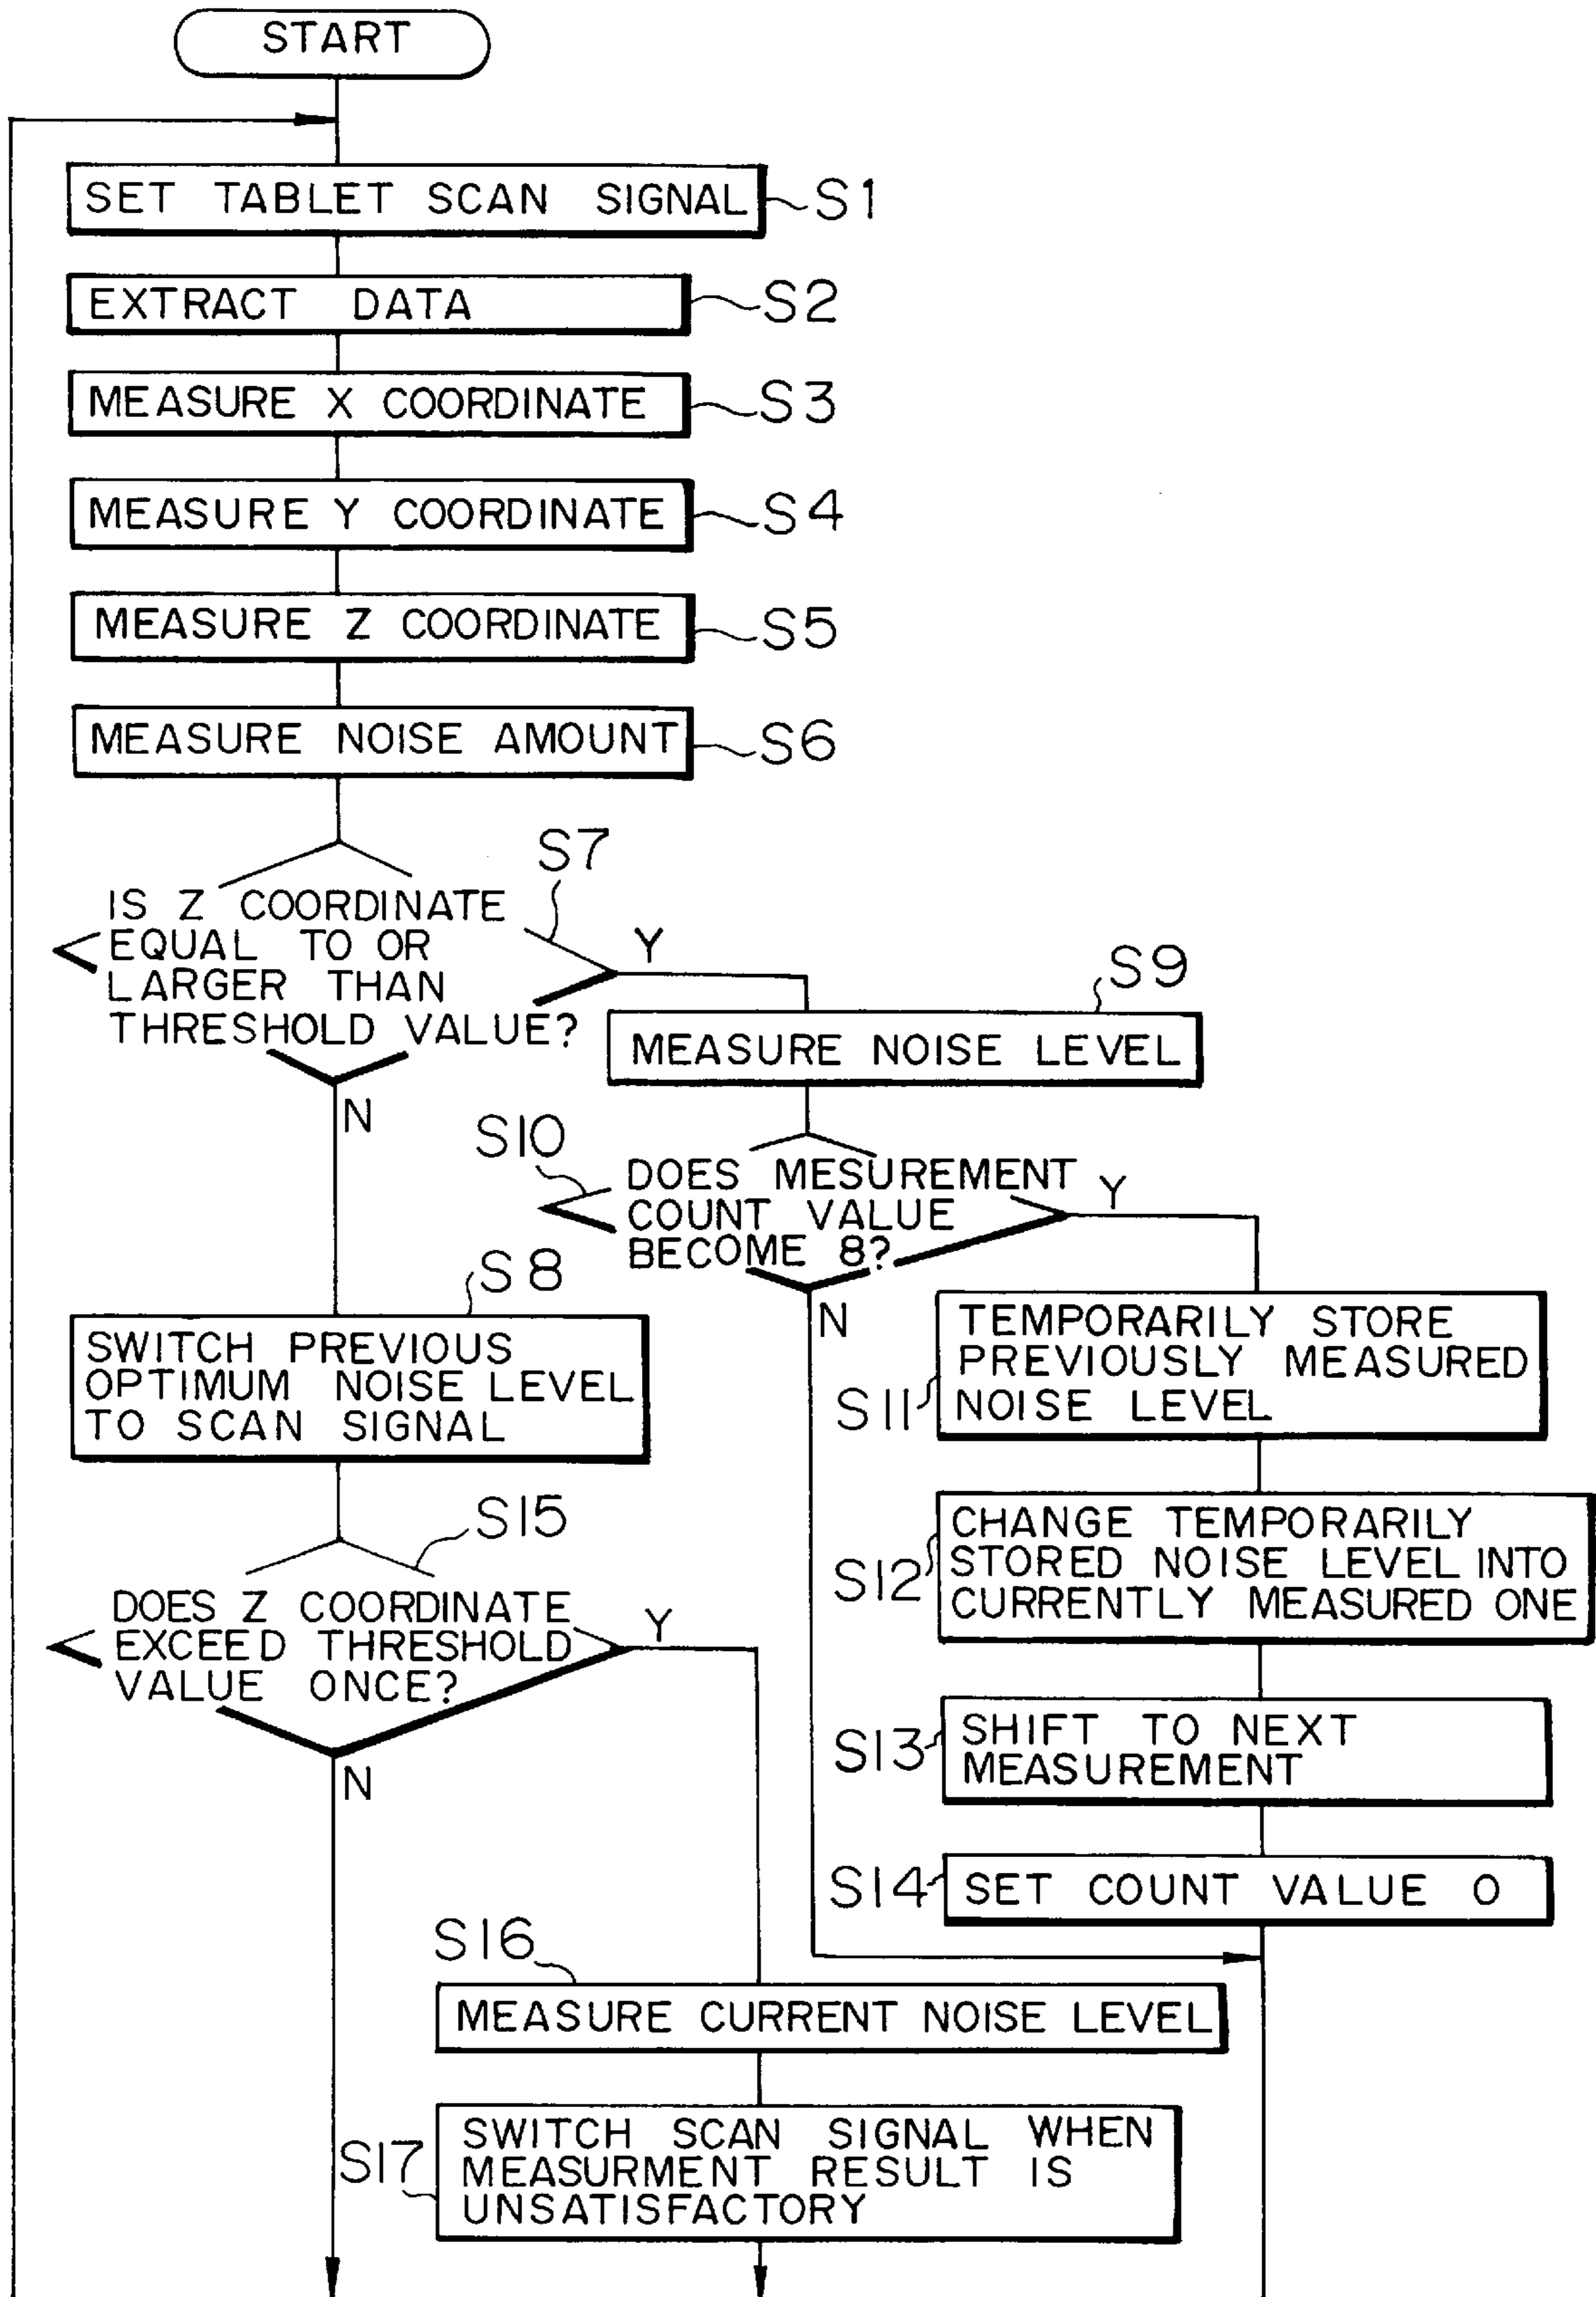 START
SET TABLET SCAN SIGNAL
S1
EXTRACT DATA
S2
MEASURE X COORDINATE
S3
MEASURE Y COORDINATE
S4
MEASURE Z COORDINATE
S5
MEASURE NOISE AMOUNT
S6
S7
IS Z COORDINATE
EQUAL TO OR
LARGER THAN
THRESHOLD VALUE?
Y
N
S9
MEASURE NOISE LEVEL
S10
DOES MESUREMENT
COUNT VALUE
BECOME 8?
Y
N
S8
SWITCH PREVIOUS
OPTIMUM NOISE LEVEL
TO SCAN SIGNAL
S11
TEMPORARILY STORE
PREVIOUSLY MEASURED
NOISE LEVEL
S12
CHANGE TEMPORARILY
STORED NOISE LEVEL INTO
CURRENTLY MEASURED ONE
S15
DOES Z COORDINATE
EXCEED THRESHOLD
VALUE ONCE?
Y
N
S13
SHIFT TO NEXT
MEASUREMENT
S14
SET COUNT VALUE 0
S16
MEASURE CURRENT NOISE LEVEL
S17
SWITCH SCAN SIGNAL WHEN
MEASURMENT RESULT IS
UNSATISFACTORY